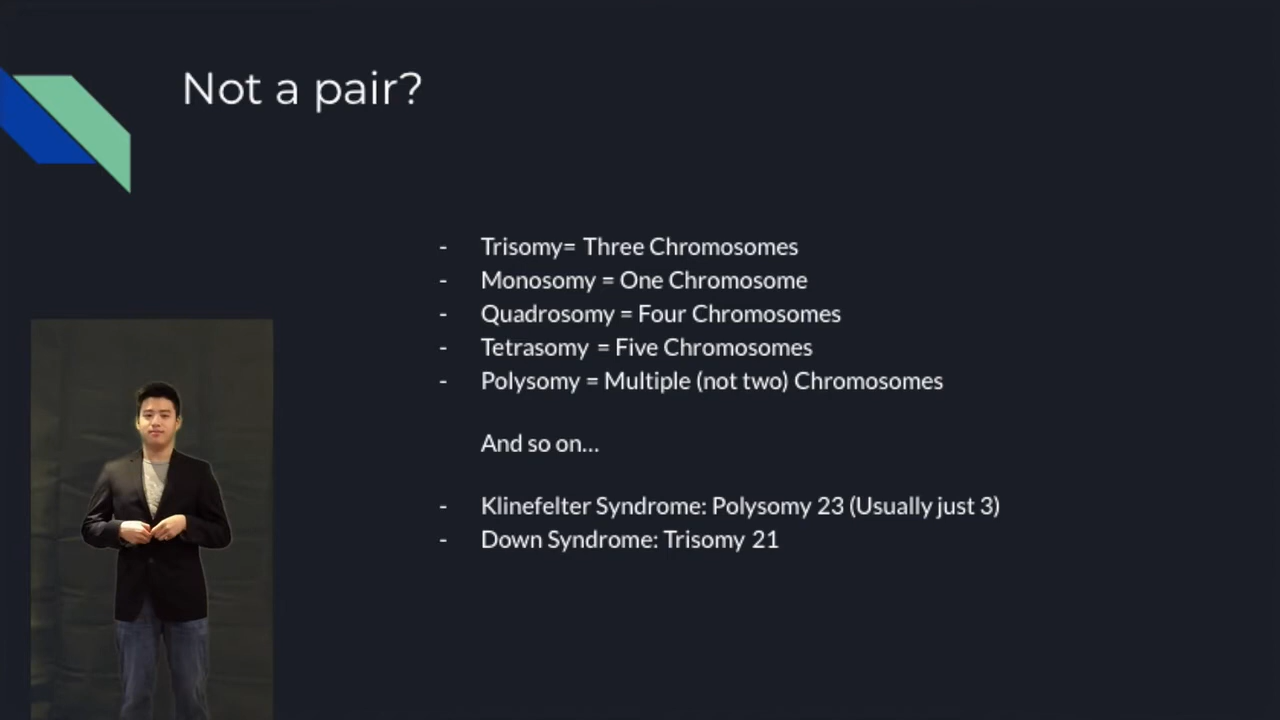 Not a pair?
- Trisomy= Three Chromosomes
- Monosomy = One Chromosome
- Quadrosomy = Four Chromosomes
- Tetrasomy = Five Chromosomes
- Polysomy = Multiple (not two) Chromosomes
And so on...
- Klinefelter Syndrome: Polysomy 23 (Usually just 3)
- Down Syndrome: Trisomy 21